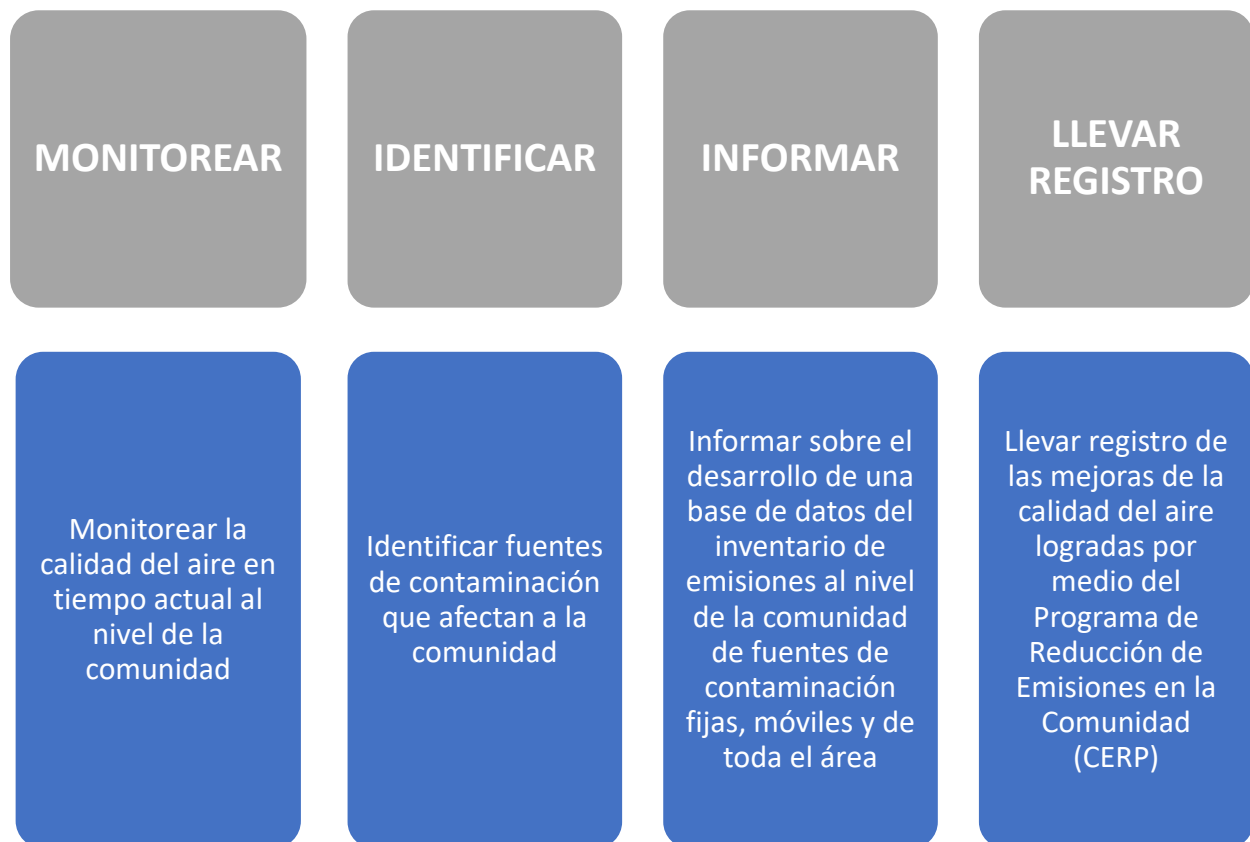 MONITOREAR
IDENTIFICAR
INFORMAR
LLEVAR
REGISTRO
Monitorear la
calidad del aire en
tiempo actual al
nivel de la
comunidad
Identificar fuentes
de contaminación
que afectan a la
comunidad
Informar sobre el
desarrollo de una
base de datos del
inventario de
emisiones al nivel
de la comunidad
de fuentes de
contaminación
fijas, móviles y de
toda el área
Llevar registro de
las mejoras de la
calidad del aire
logradas por
medio del
Programa de
Reducción de
Emisiones en la
Comunidad
(CERP)